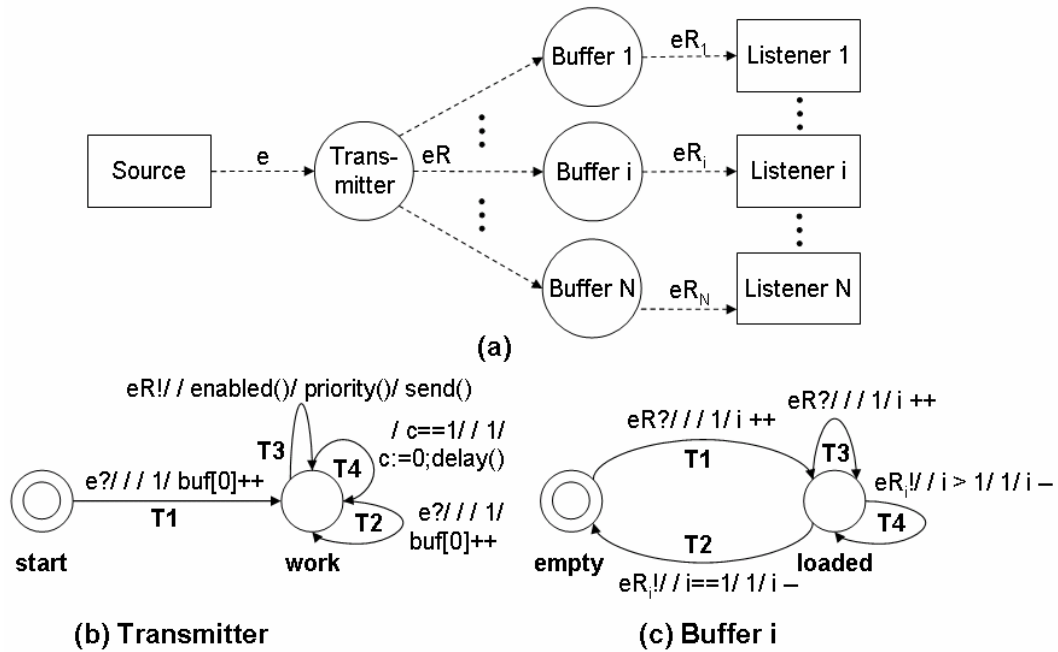 Source
e
Trans-
mitter
eR
Buffer 1
eR₁
Listener 1
Buffer i
eRᵢ
Listener i
Buffer N
eR_N
Listener N
(a)
eR!/ / enabled()/ priority()/ send()
/ c==1/ / 1/
c:=0;delay()
T3
T4
e?/ / / 1/ buf[0]++
T1
T2
e?/ / / 1/
buf[0]++
start
work
(b) Transmitter
eR?/ / / 1/ i ++
T1
eR?/ / / 1/ i ++
T3
eRᵢ!/ / i > 1/ 1/ i –
T4
T2
empty
loaded
eRᵢ!/ / i==1/ 1/ i –
(c) Buffer i